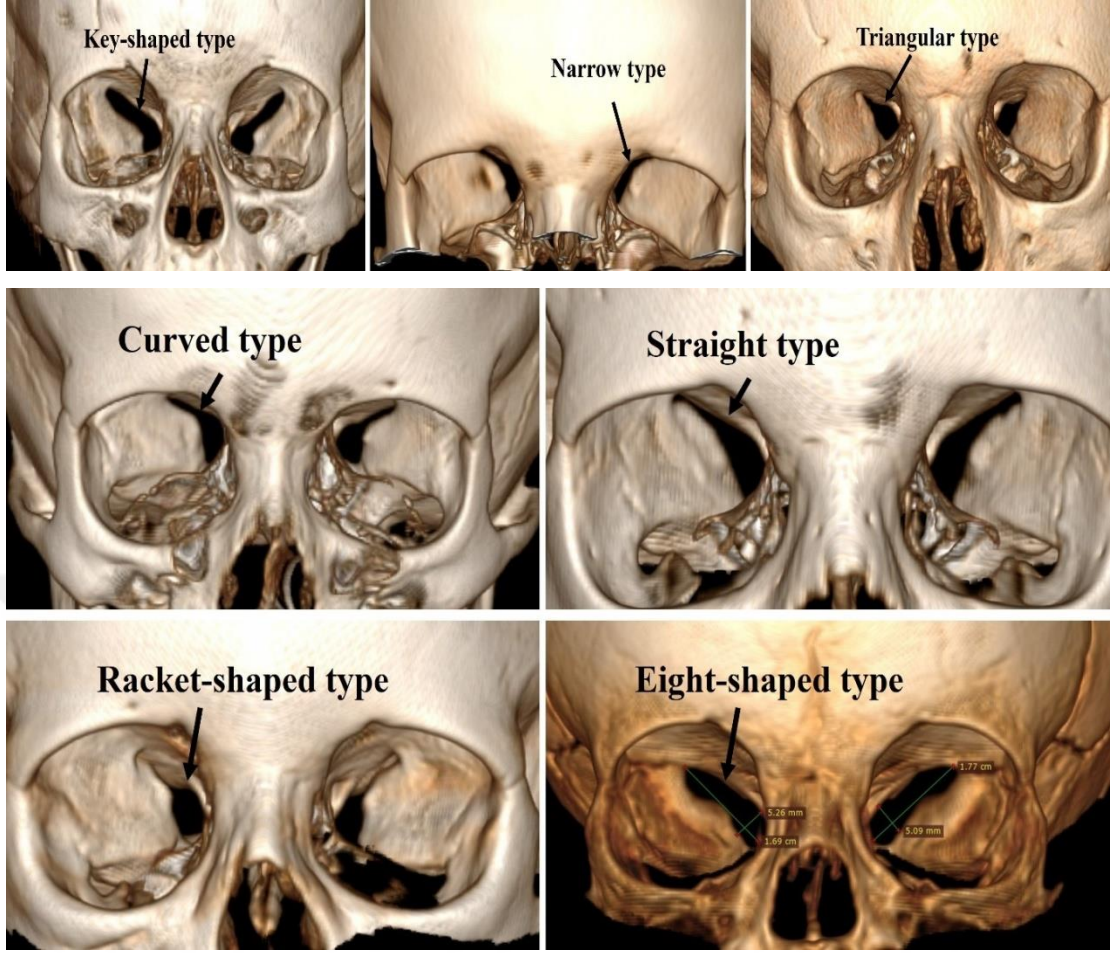 Key-shaped type
Narrow type
Triangular type
Curved type
Straight type
Racket-shaped type
Eight-shaped type
1.77 cm
5.26 mm
5.09 mm
1.69 cm